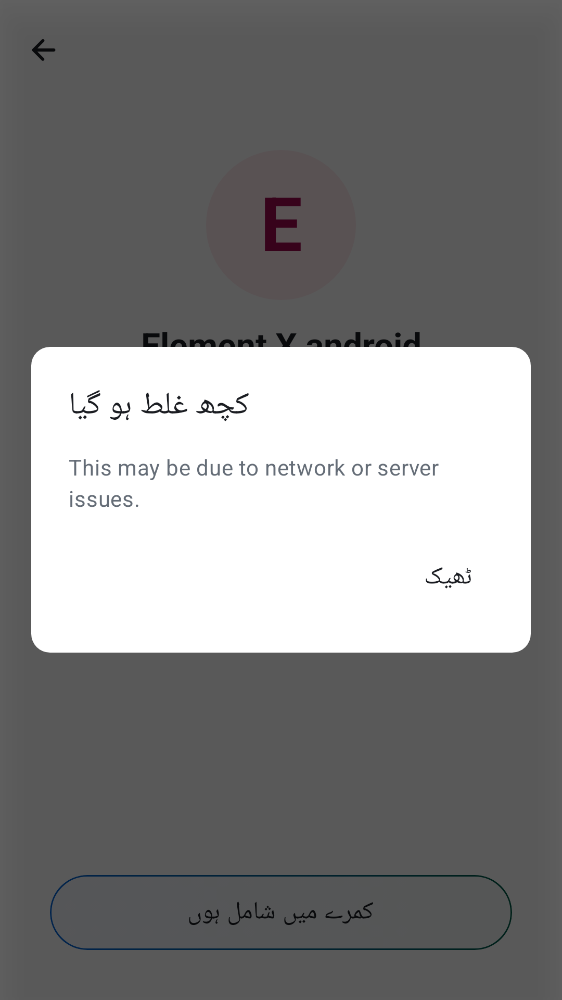 E
Element X android
کچھ غلط ہو گیا
This may be due to network or server
issues.
ٹھیک
کمرے میں شامل ہوں